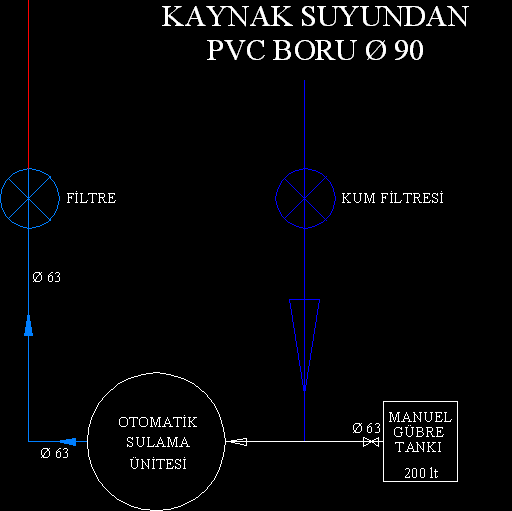 KAYNAK SUYUNDAN
PVC BORU Ø 90
FİLTRE
KUM FİLTRESİ
Ø 63
OTOMATİK
SULAMA
ÜNİTESİ
Ø 63
Ø 63
MANUEL
GÜBRE
TANKI
200 lt